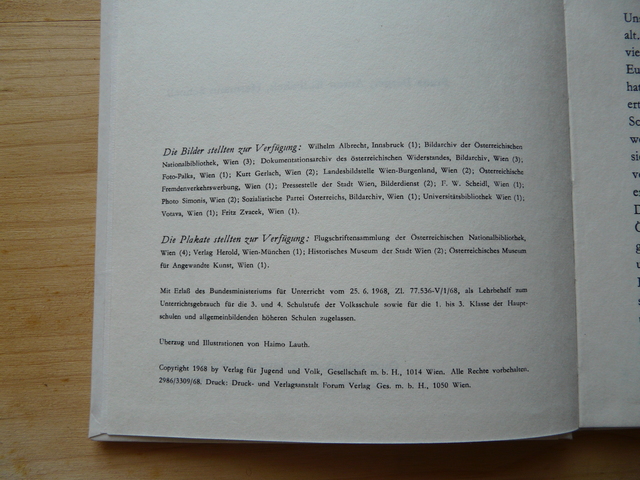 Die Bilder stellten zur Verfügung: Wilhelm Albrecht, Innsbruck (1); Bildarchiv der Österreichischen
Nationalbibliothek, Wien (3); Dokumentationsarchiv des österreichischen Widerstandes, Bildarchiv, Wien (3);
Foto-Palka, Wien (1); Kurt Gerlach, Wien (2); Landesbildstelle Wien-Burgenland, Wien (2); Österreichische
Fremdenverkehrswerbung, Wien (1); Pressestelle der Stadt Wien, Bilderdienst (2); F. W. Scheidl, Wien (1);
Photo Simonis, Wien (2); Sozialistische Partei Österreichs, Bildarchiv, Wien (1); Universitätsbibliothek Wien (1);
Votava, Wien (1); Fritz Zvacek, Wien (1).
Die Plakate stellten zur Verfügung: Flugschriftensammlung der Österreichischen Nationalbibliothek,
Wien (4); Verlag Herold, Wien-München (1); Historisches Museum der Stadt Wien (2); Österreichisches Museum
für Angewandte Kunst, Wien (1).
Mit Erlaß des Bundesministeriums für Unterricht vom 25. 6. 1968, Zl. 77.536-V/1/68, als Lehrbehelf zum
Unterrichtsgebrauch für die 3. und 4. Schulstufe der Volksschule sowie für die 1. bis 3. Klasse der Haupt-
schulen und allgemeinbildenden höheren Schulen zugelassen.
Überzug und Illustrationen von Haimo Lauth.
Copyright 1968 by Verlag für Jugend und Volk, Gesellschaft m. b. H., 1014 Wien. Alle Rechte vorbehalten.
2986/3309/68. Druck: Druck- und Verlagsanstalt Forum Verlag Ges. m. b. H., 1050 Wien.
Un
alt.
vie
Eu
hat
ert
Sc